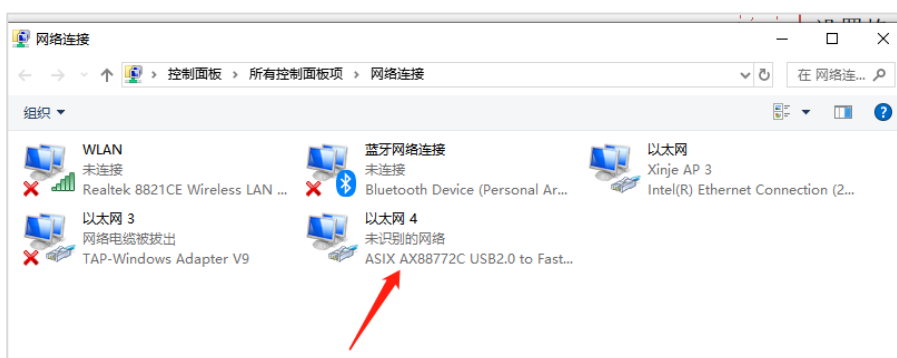 网络连接
控制面板 › 所有控制面板项 › 网络连接
在 网络连...
组织
WLAN
未连接
Realtek 8821CE Wireless LAN ...
蓝牙网络连接
未连接
Bluetooth Device (Personal Ar...
以太网
Xinje AP 3
Intel(R) Ethernet Connection (2...
以太网 3
网络电缆被拔出
TAP-Windows Adapter V9
以太网 4
未识别的网络
ASIX AX88772C USB2.0 to Fast...